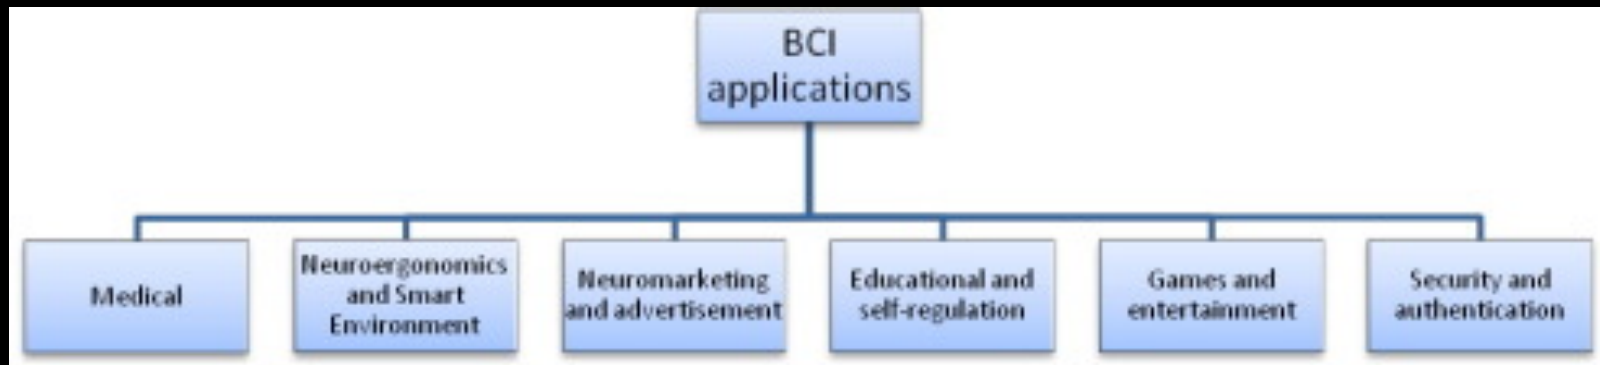 BCI
applications
Medical
Neuroergonomics
and Smart
Environment
Neuromarketing
and advertisement
Educational and
self-regulation
Games and
entertainment
Security and
authentication